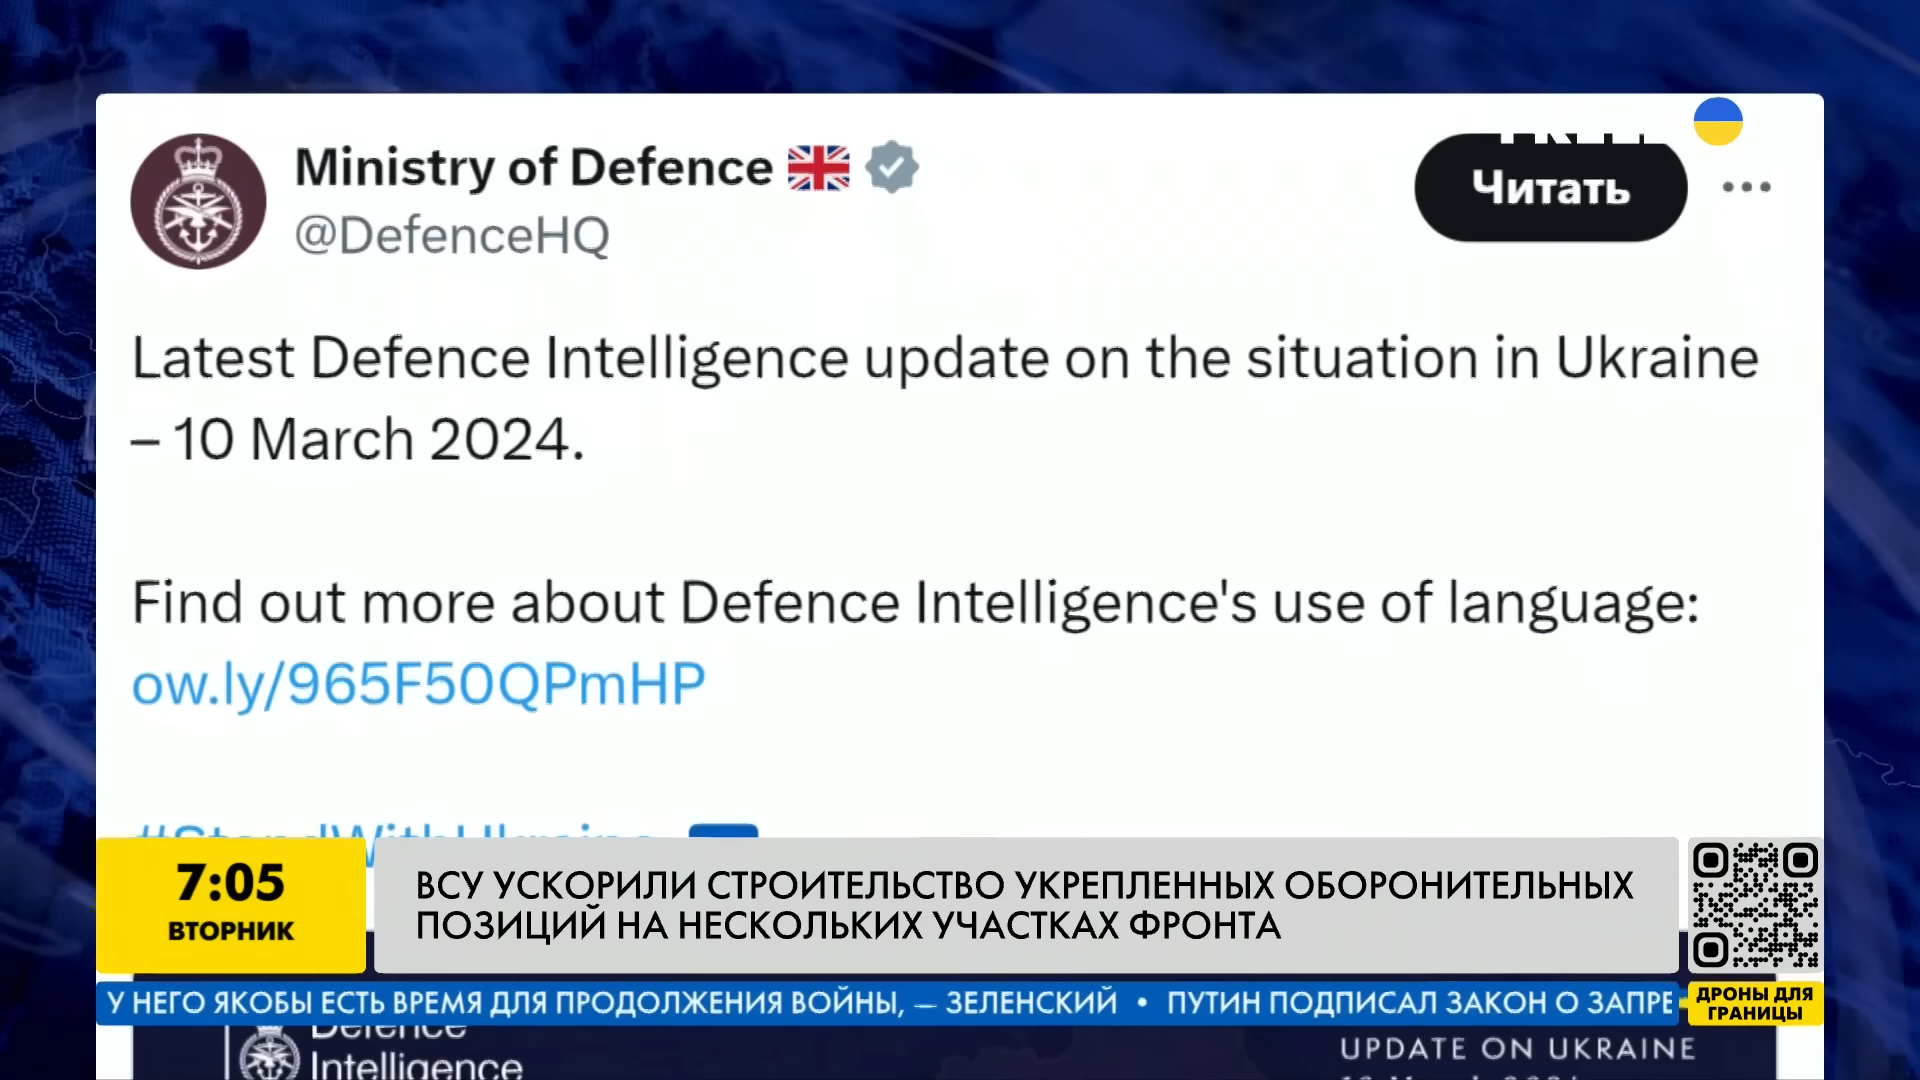 Ministry of Defence
@DefenceHQ
Читать
Latest Defence Intelligence update on the situation in Ukraine
– 10 March 2024.
Find out more about Defence Intelligence's use of language:
ow.ly/965F50QPmHP
#StandWithUkraine
7:05
ВТОРНИК
ВСУ УСКОРИЛИ СТРОИТЕЛЬСТВО УКРЕПЛЕННЫХ ОБОРОНИТЕЛЬНЫХ
ПОЗИЦИЙ НА НЕСКОЛЬКИХ УЧАСТКАХ ФРОНТА
У НЕГО ЯКОБЫ ЕСТЬ ВРЕМЯ ДЛЯ ПРОДОЛЖЕНИЯ ВОЙНЫ, — ЗЕЛЕНСКИЙ • ПУТИН ПОДПИСАЛ ЗАКОН О ЗАПРЕ
ДРОНЫ ДЛЯ
ГРАНИЦЫ
Defence
Intelligence
UPDATE ON UKRAINE